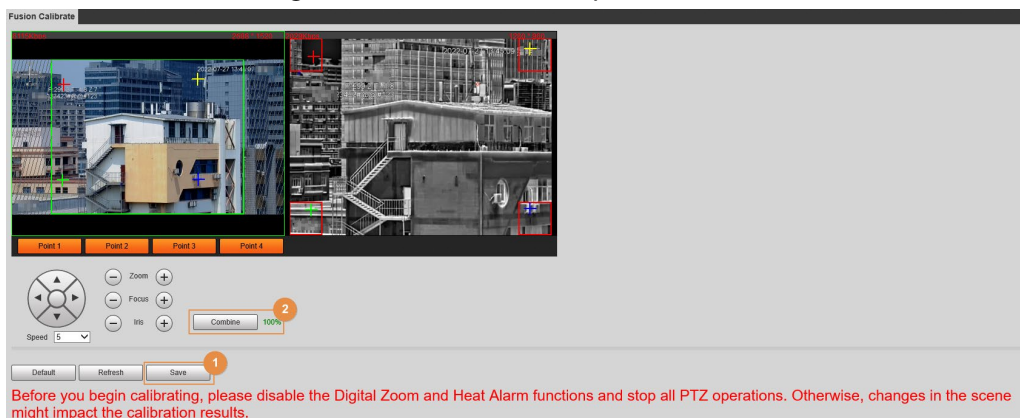 Fusion Calibrate
Point 1
Point 2
Point 3
Point 4
Zoom
Focus
Iris
Speed 5
Combine
100%
2
Default
Refresh
Save
1
Before you begin calibrating, please disable the Digital Zoom and Heat Alarm functions and stop all PTZ operations. Otherwise, changes in the scene
might impact the calibration results.